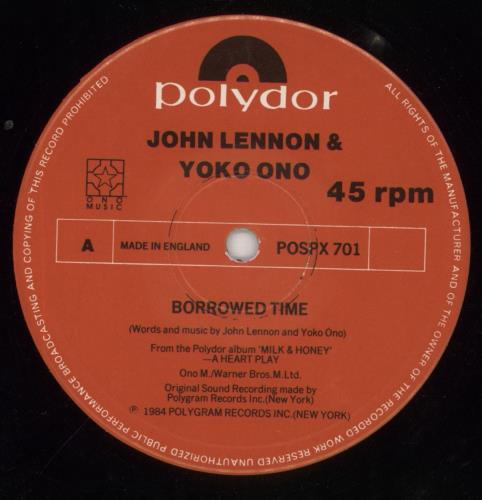 polydor
JOHN LENNON &
YOKO ONO
ONO
MUSIC
45 rpm
A
MADE IN ENGLAND
POSPX 701
BORROWED TIME
(Words and music by John Lennon and Yoko Ono)
From the Polydor album 'MILK & HONEY'
—A HEART PLAY
Ono M./Warner Bros.M.Ltd.
Original Sound Recording made by
Polygram Records Inc.(New York)
Ⓟ 1984 POLYGRAM RECORDS INC.(NEW YORK)
ALL RIGHTS OF THE MANUFACTURER AND OF THE OWNER OF THE RECORDED WORK RESERVED UNAUTHORIZED PUBLIC PERFORMANCE BROADCASTING AND COPYING OF THIS RECORD PROHIBITED